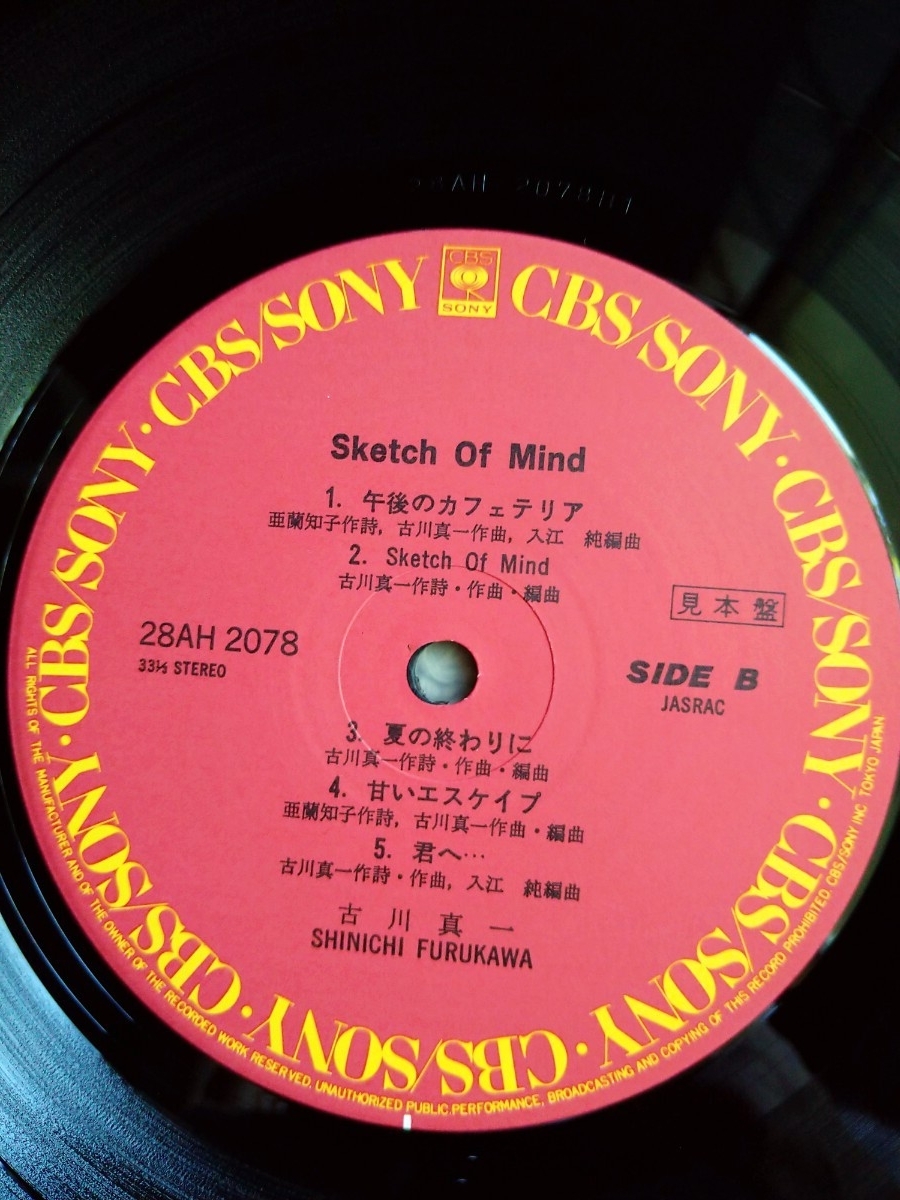 28AH 2078
CBS
SONY
CBS/SONY · CBS/SONY · CBS/SONY · CBS/SONY · CBS/SONY · CBS/SONY · CBS/SONY · CBS/SONY
Sketch Of Mind
1. 午後のカフェテリア
亜蘭知子作詩, 古川真一作曲, 入江 純編曲
2. Sketch Of Mind
古川真一作詩・作曲・編曲
見本盤
28AH 2078
33⅓ STEREO
SIDE B
JASRAC
3. 夏の終わりに
古川真一作詩・作曲・編曲
4. 甘いエスケイプ
亜蘭知子作詩, 古川真一作曲・編曲
5. 君へ…
古川真一作詩・作曲, 入江 純編曲
古川真一
SHINICHI FURUKAWA
ALL RIGHTS OF THE MANUFACTURER AND OF THE OWNER OF THE RECORDED WORK RESERVED. UNAUTHORIZED PUBLIC PERFORMANCE, BROADCASTING AND COPYING OF THIS RECORD PROHIBITED. CBS/SONY INC. TOKYO JAPAN